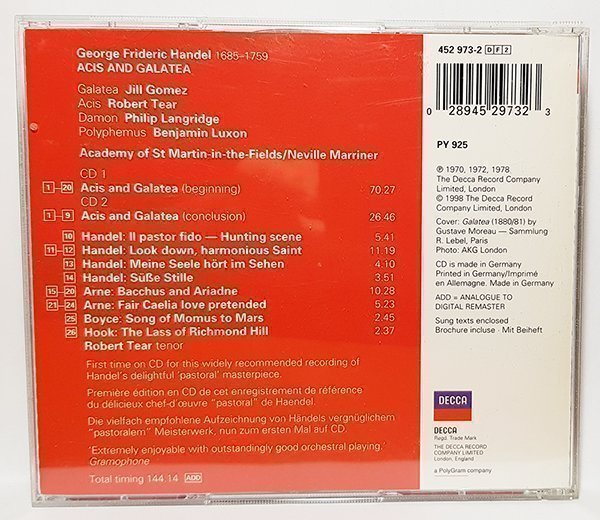 George Frideric Handel 1685–1759
ACIS AND GALATEA
Galatea Jill Gomez
Acis Robert Tear
Damon Philip Langridge
Polyphemus Benjamin Luxon
Academy of St Martin-in-the-Fields/Neville Marriner
CD 1
1–20 Acis and Galatea (beginning) 70.27
CD 2
1–9 Acis and Galatea (conclusion) 26.46
10 Handel: Il pastor fido — Hunting scene 5.41
11–12 Handel: Look down, harmonious Saint 11.19
13 Handel: Meine Seele hört im Sehen 4.10
14 Handel: Süße Stille 3.51
15–20 Arne: Bacchus and Ariadne 10.28
21–24 Arne: Fair Caelia love pretended 5.23
25 Boyce: Song of Momus to Mars 2.45
26 Hook: The Lass of Richmond Hill 2.37
Robert Tear tenor
First time on CD for this widely recommended recording of
Handel's delightful 'pastoral' masterpiece.
Première édition en CD de cet enregistrement de référence
du délicieux chef-d'œuvre "pastoral" de Haendel.
Die vielfach empfohlene Aufzeichnung von Händels vergnüglichem
"pastoralem" Meisterwerk, nun zum ersten Mal auf CD.
'Extremely enjoyable with outstandingly good orchestral playing.'
Gramophone
Total timing 144.14 ADD
452 973-2 DF2
0 28945 29732 3
PY 925
℗ 1970, 1972, 1978
The Decca Record Company
Limited, London
© 1998 The Decca Record
Company Limited, London
Cover: Galatea (1880/81) by
Gustave Moreau — Sammlung
R. Lebel, Paris
Photo: AKG London
CD is made in Germany
Printed in Germany/Imprimé
en Allemagne. Made in Germany
ADD = ANALOGUE TO
DIGITAL REMASTER
Sung texts enclosed
Brochure incluse · Mit Beiheft
DECCA
DECCA
Regd. Trade Mark
THE DECCA RECORD
COMPANY LIMITED
London, England
a PolyGram company